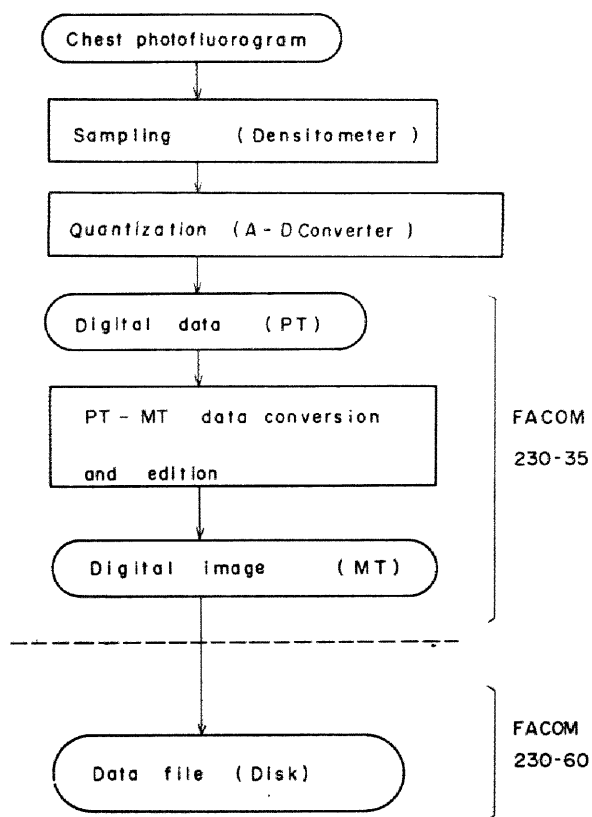 Chest photofluorogram
Sampling (Densitometer)
Quantization (A-D Converter)
Digital data (PT)
PT-MT data conversion
and edition
FACOM
230-35
Digital image (MT)
FACOM
230-60
Data file (Disk)